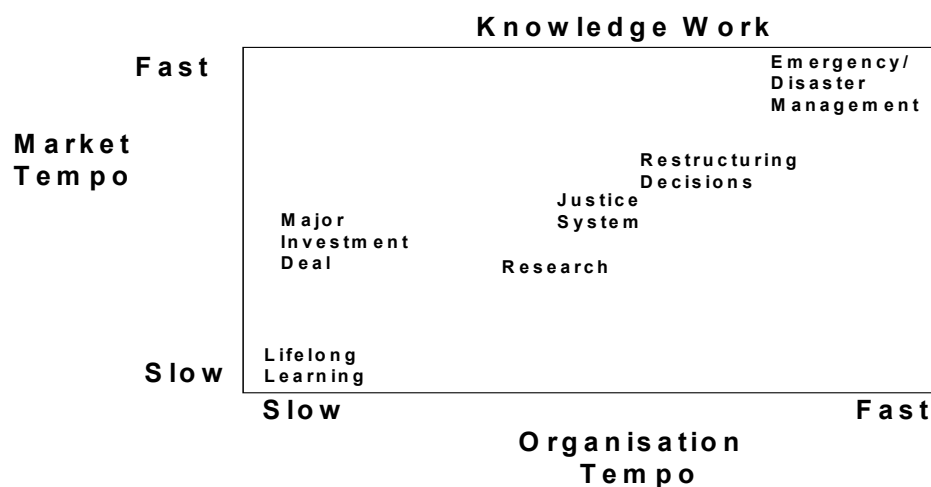 Knowledge Work
Fast
Emergency/
Disaster
Management
Market
Tempo
Restructuring
Decisions
Justice
System
Major
Investment
Deal
Research
Lifelong
Learning
Slow
Slow
Fast
Organisation
Tempo